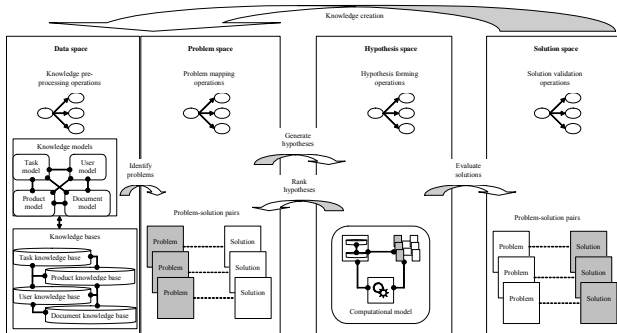 Knowledge creation
Data space
Knowledge pre-
processing operations
Knowledge models
Task
model
User
model
Product
model
Document
model
Knowledge bases
Task knowledge base
Product knowledge base
User knowledge base
Document knowledge base
Identify
problems
Problem space
Problem mapping
operations
Generate
hypotheses
Rank
hypotheses
Problem-solution pairs
Problem
Solution
Problem
Solution
Problem
Solution
Hypothesis space
Hypothesis forming
operations
Computational model
Evaluate
solutions
Solution space
Solution validation
operations
Problem-solution pairs
Problem
Solution
Problem
Solution
Problem
Solution